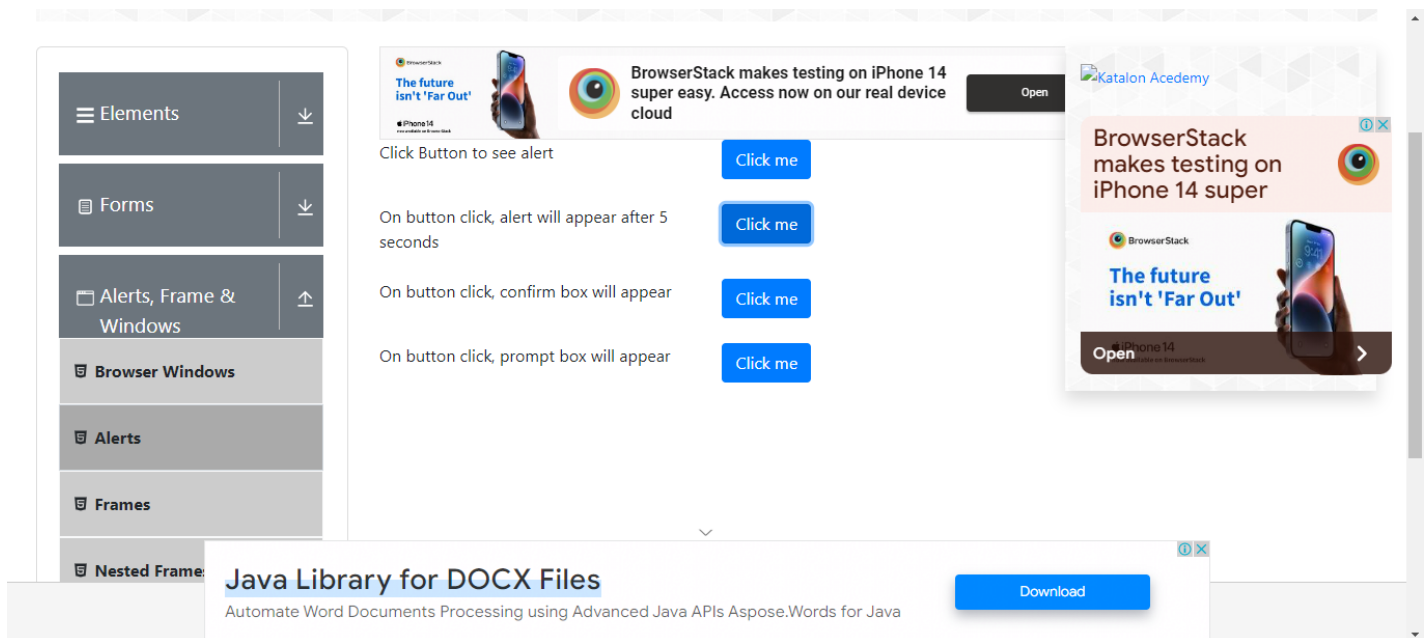 Elements
Forms
Alerts, Frame &
Windows
Browser Windows
Alerts
Frames
Nested Frame
BrowserStack
The future
isn't 'Far Out'
iPhone 14
BrowserStack makes testing on iPhone 14
super easy. Access now on our real device
cloud
Open
Click Button to see alert
Click me
On button click, alert will appear after 5
seconds
Click me
On button click, confirm box will appear
Click me
On button click, prompt box will appear
Click me
Katalon Acedemy
BrowserStack
makes testing on
iPhone 14 super
BrowserStack
9:41
The future
isn't 'Far Out'
iPhone 14
Open
Java Library for DOCX Files
Automate Word Documents Processing using Advanced Java APIs Aspose.Words for Java
Download